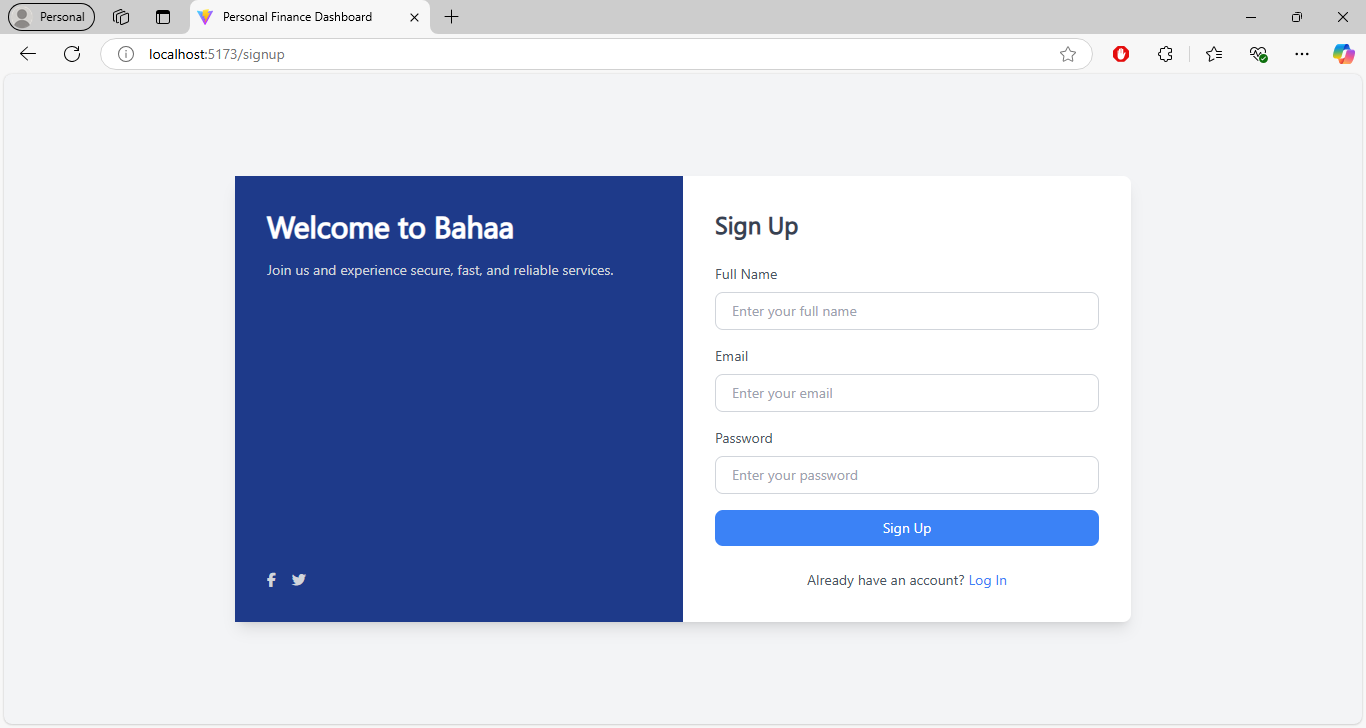 Personal
Personal Finance Dashboard
localhost:5173/signup
Welcome to Bahaa
Join us and experience secure, fast, and reliable services.
Sign Up
Full Name
Enter your full name
Email
Enter your email
Password
Enter your password
Sign Up
Already have an account? Log In